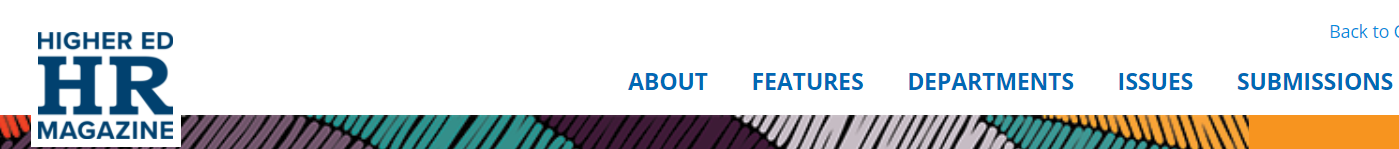 HIGHER ED
HR
MAGAZINE
Back to
ABOUT FEATURES DEPARTMENTS ISSUES SUBMISSIONS